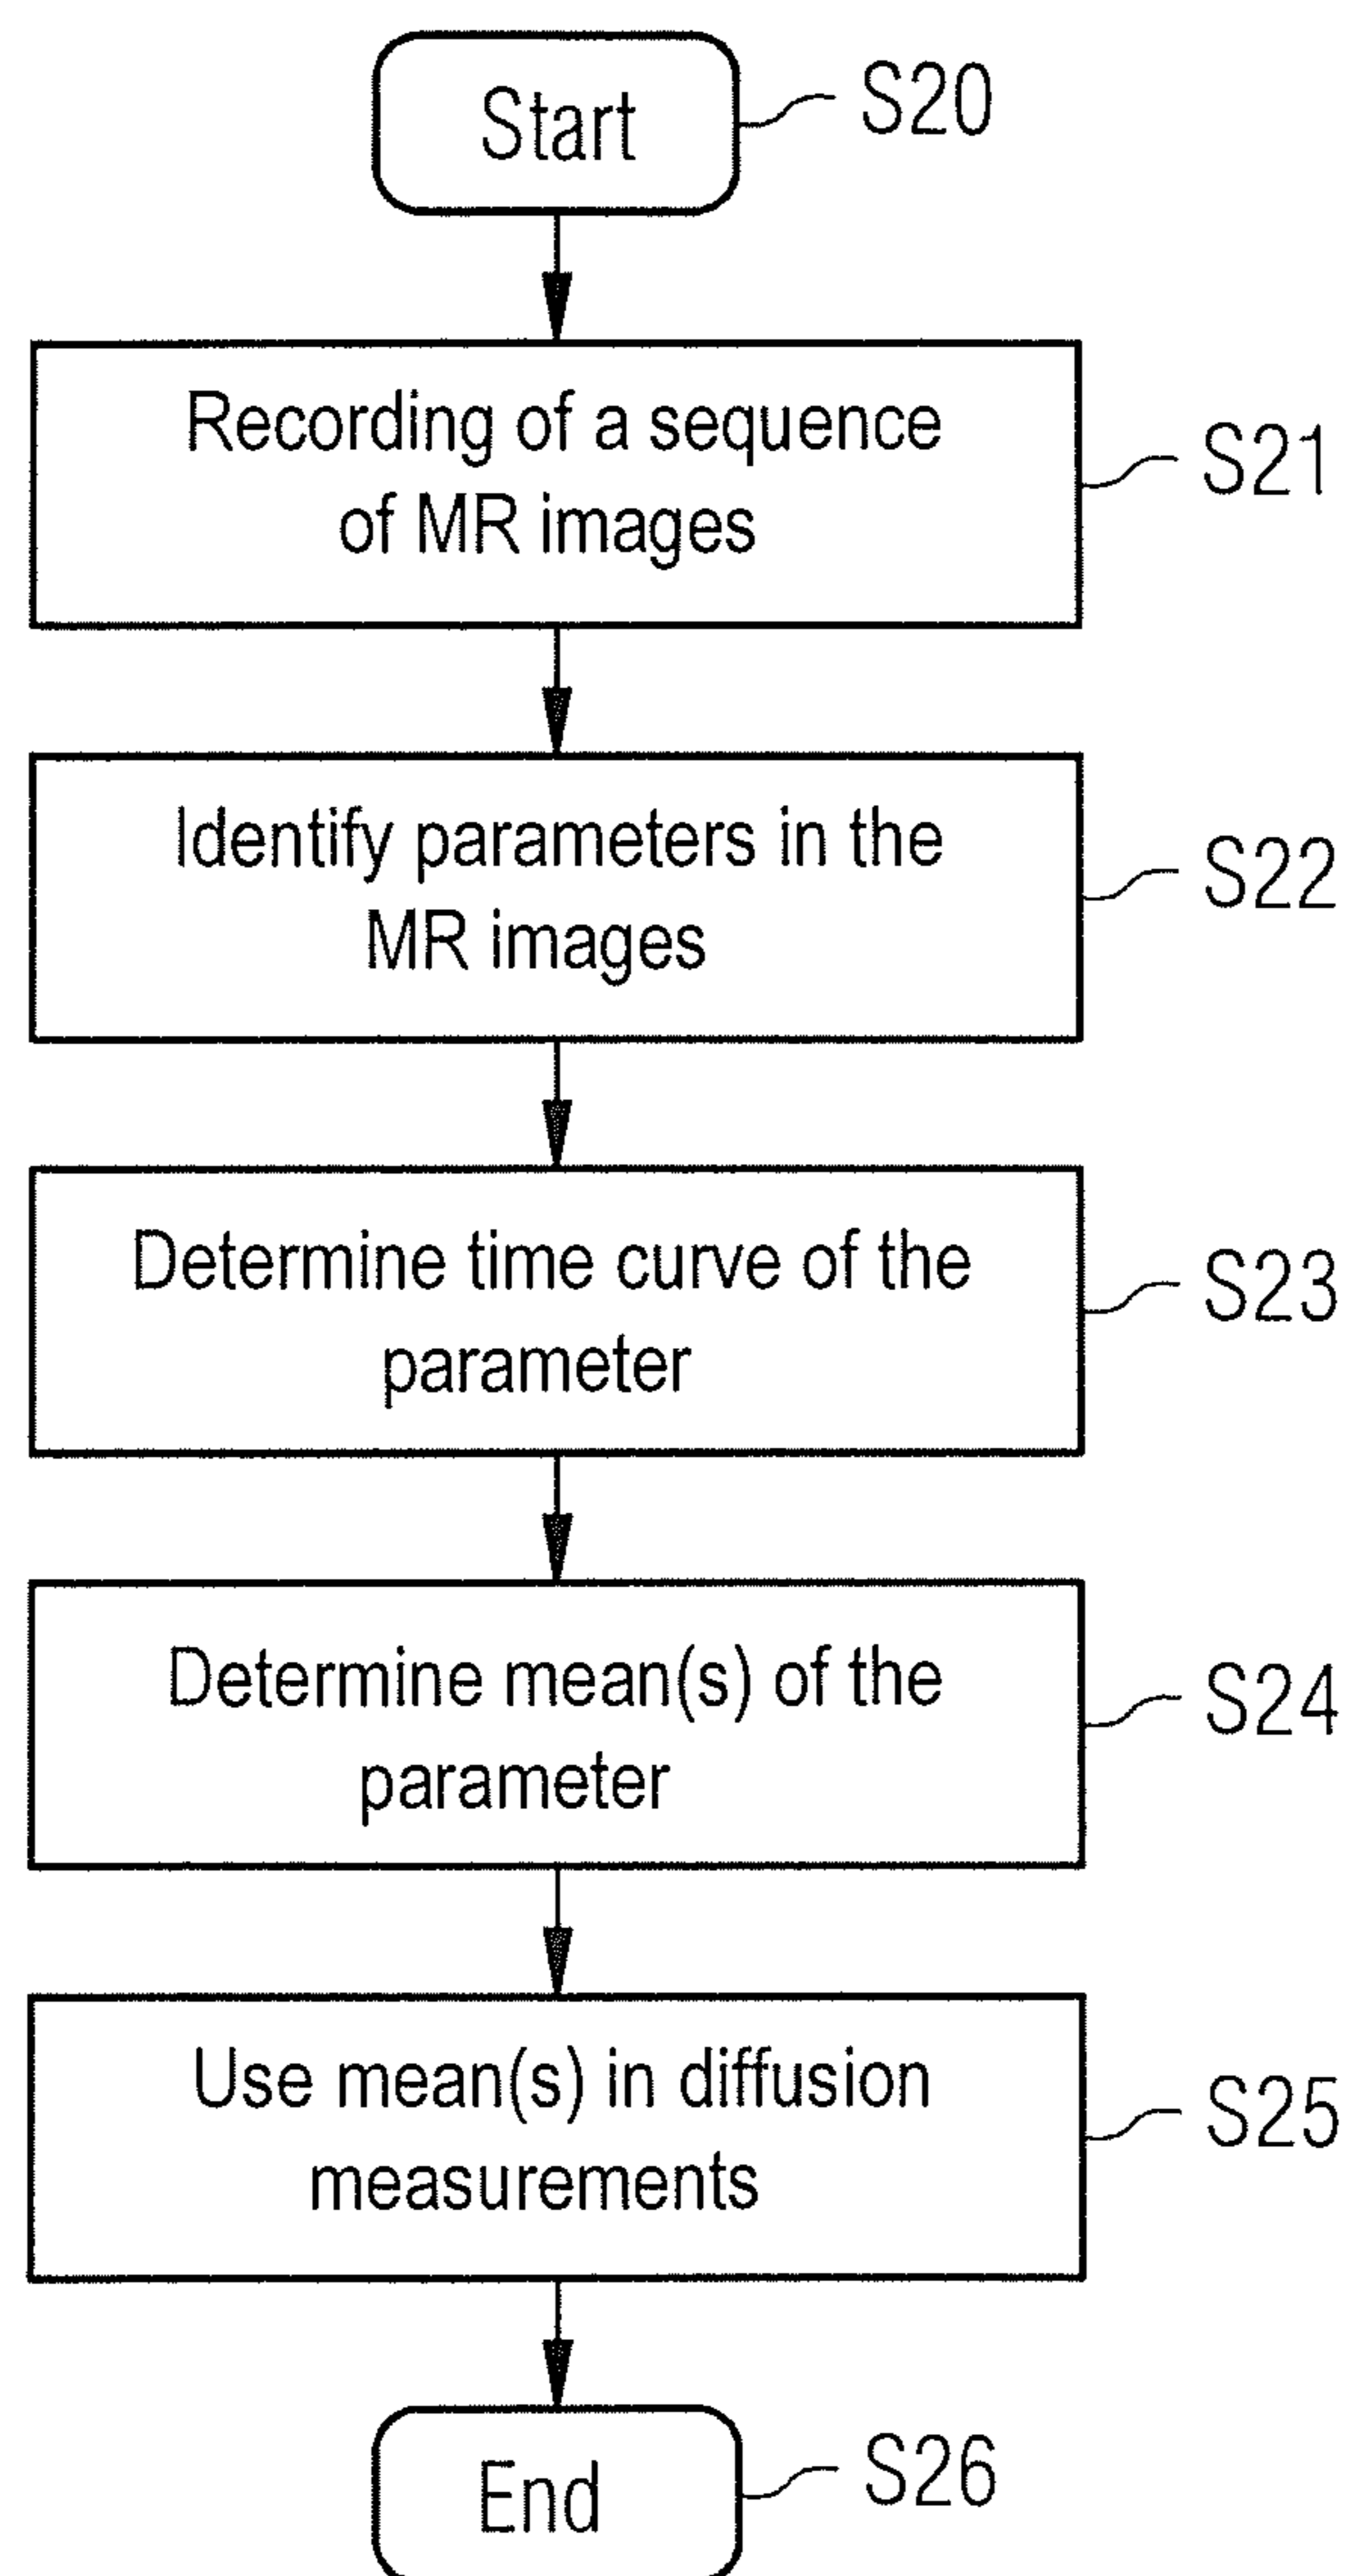 Start
S20
Recording of a sequence
of MR images
S21
Identify parameters in the
MR images
S22
Determine time curve of the
parameter
S23
Determine mean(s) of the
parameter
S24
Use mean(s) in diffusion
measurements
S25
End
S26